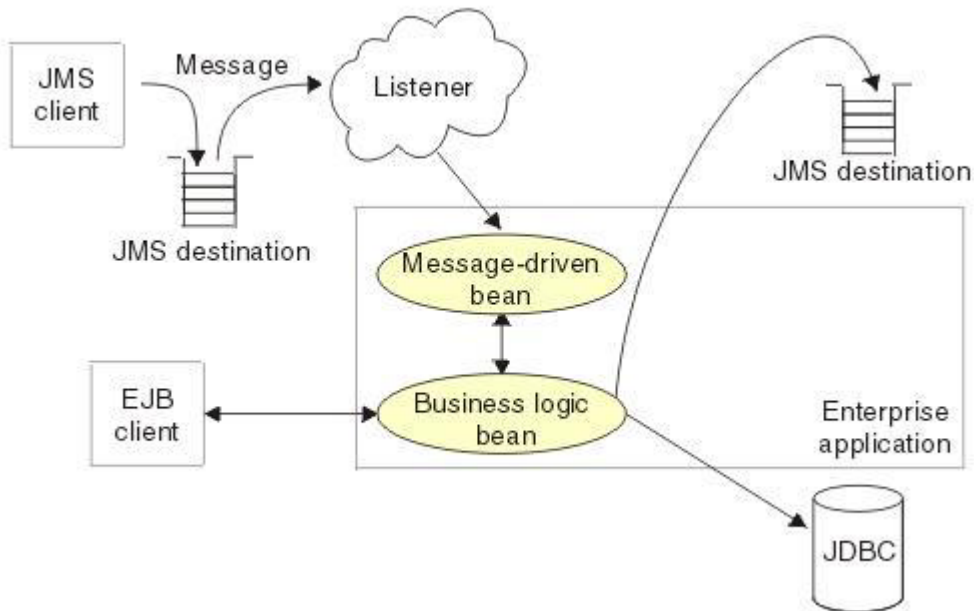 JMS
client
Message
Listener
JMS destination
JMS destination
Message-driven
bean
EJB
client
Business logic
bean
Enterprise
application
JDBC